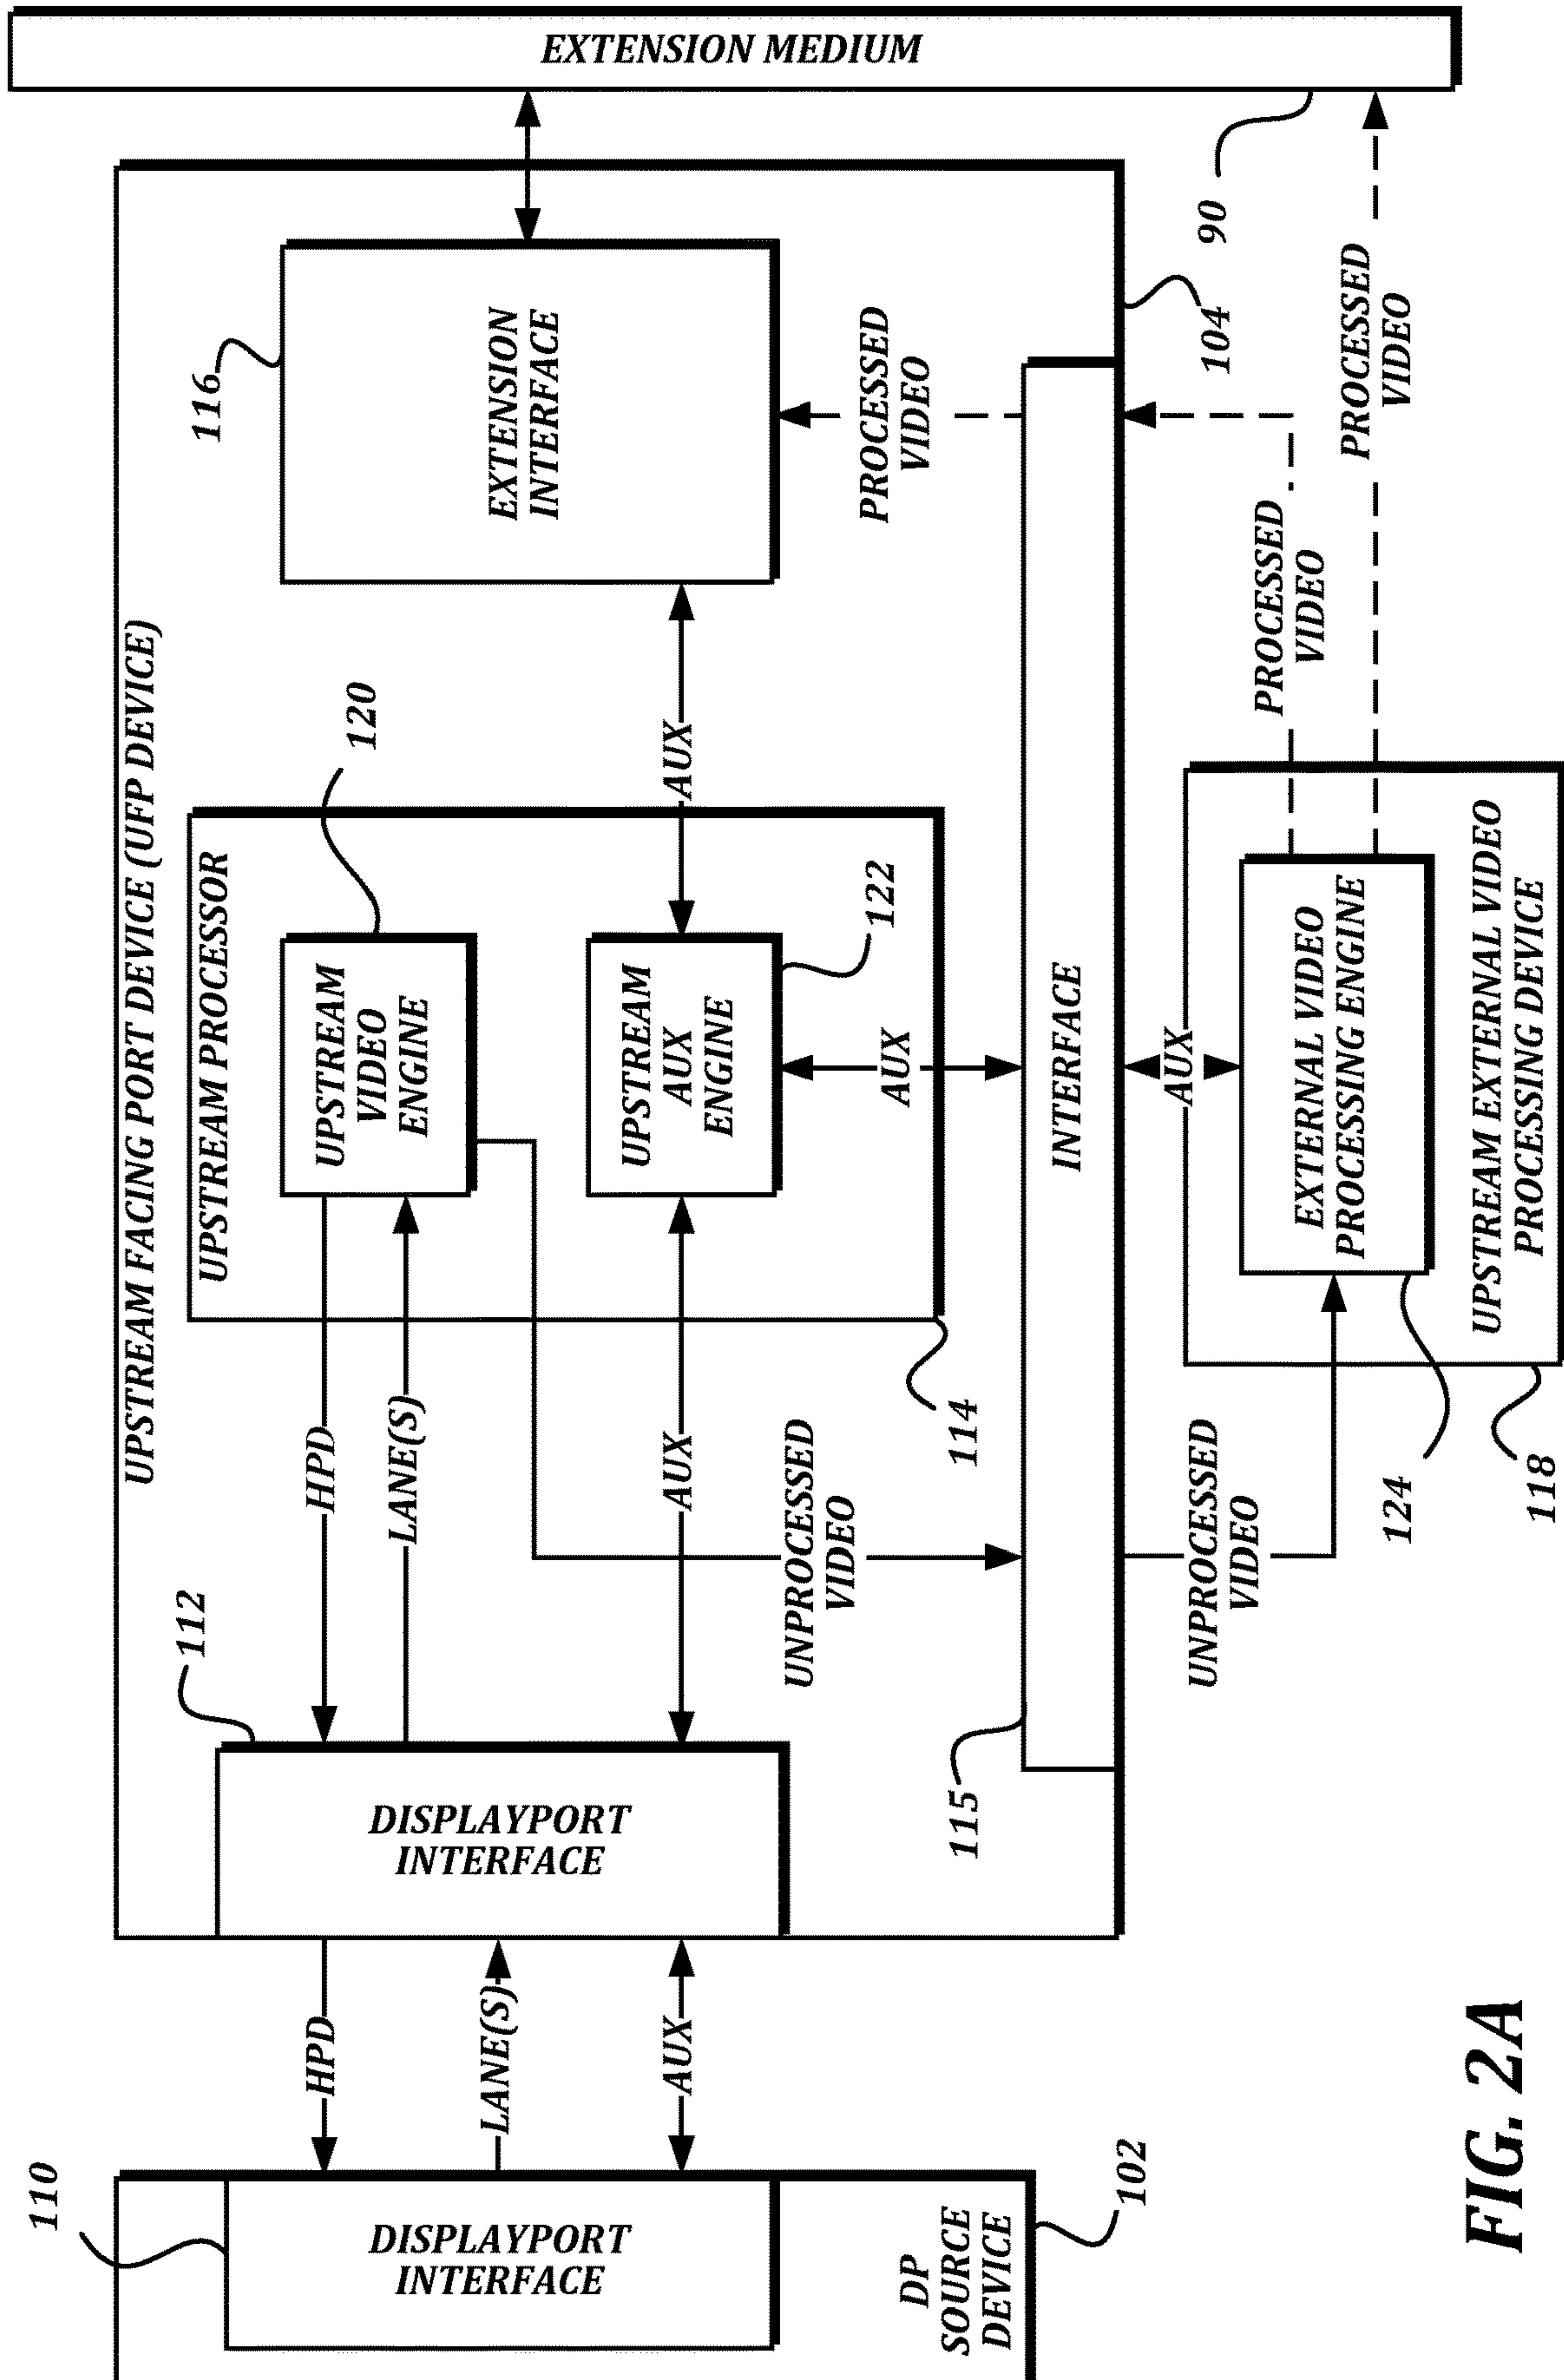 EXTENSION MEDIUM
90
UPSTREAM FACING PORT DEVICE (UFP DEVICE)
104
116
EXTENSION
INTERFACE
PROCESSED
VIDEO
PROCESSED
VIDEO
PROCESSED
VIDEO
120
AUX
UPSTREAM PROCESSOR
UPSTREAM
VIDEO
ENGINE
122
UPSTREAM
AUX
ENGINE
AUX
INTERFACE
AUX
EXTERNAL VIDEO
PROCESSING ENGINE
UPSTREAM EXTERNAL VIDEO
PROCESSING DEVICE
HPD
LANE(S)
AUX
114
UNPROCESSED
VIDEO
UNPROCESSED
VIDEO
124
118
112
DISPLAYPORT
INTERFACE
115
HPD
LANE(S)
AUX
110
DISPLAYPORT
INTERFACE
DP
SOURCE
DEVICE
102
FIG. 2A